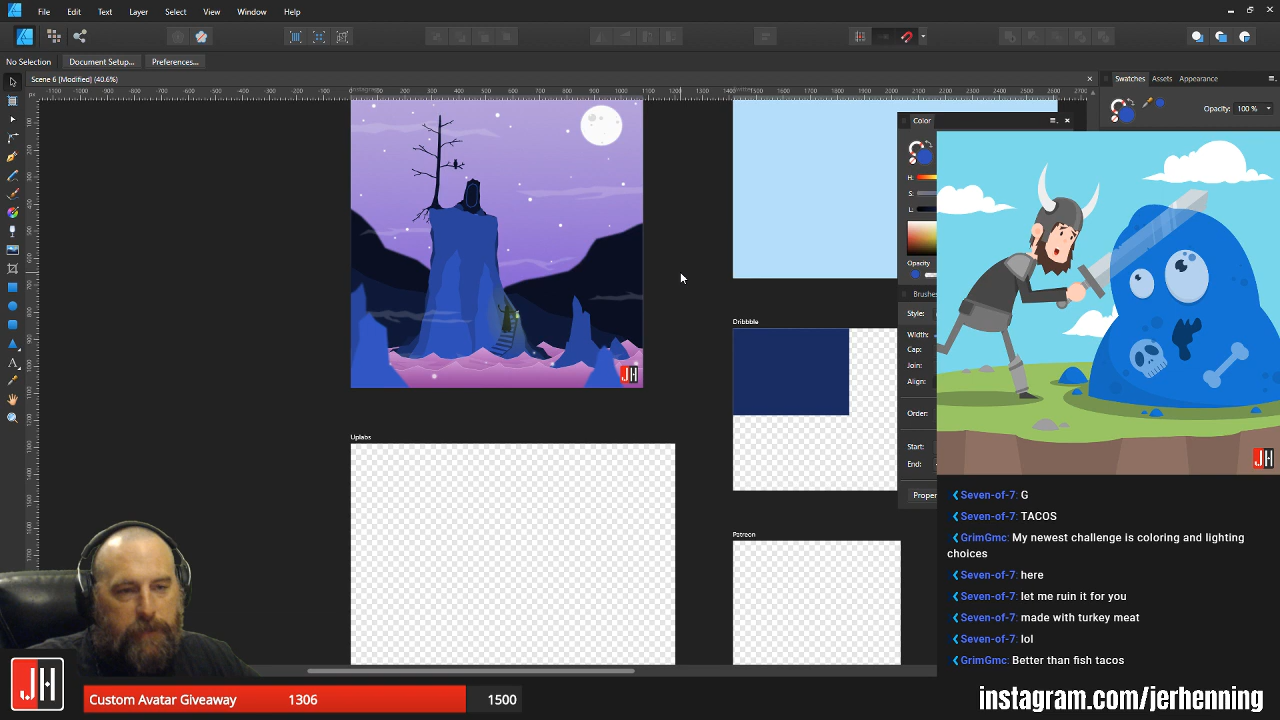 File Edit Text Layer Select View Window Help
No Selection Document Setup... Preferences...
Scene 6 [Modified] (40.6%)
Swatches Assets Appearance
Opacity: 100 %
Color
H:
S:
L:
Opacity
Brushes
Style:
Width:
Cap:
Join:
Align:
Order:
Start:
End:
Proper
Dribbble
Uplabs
Patreon
JH
JH
Seven-of-7: G
Seven-of-7: TACOS
GrimGmc: My newest challenge is coloring and lighting
choices
Seven-of-7: here
Seven-of-7: let me ruin it for you
Seven-of-7: made with turkey meat
Seven-of-7: lol
GrimGmc: Better than fish tacos
JH
Custom Avatar Giveaway 1306 1500
instagram.com/jerhenning